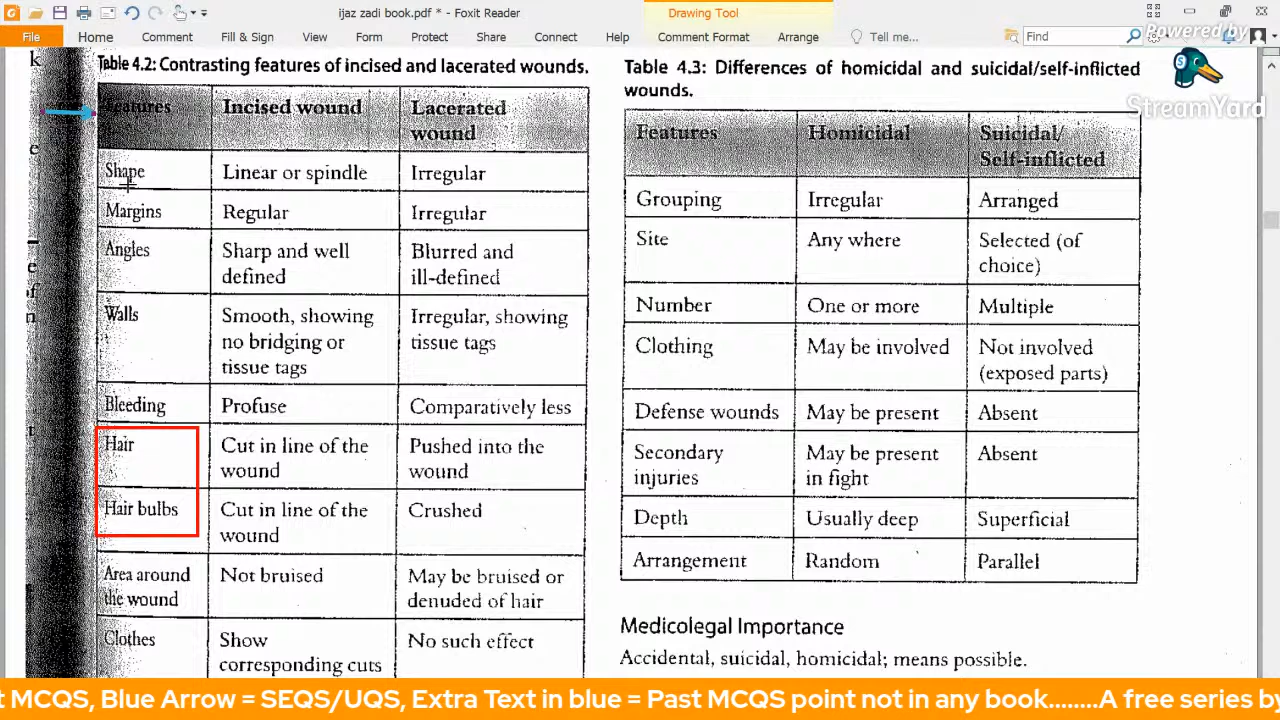 ijaz zadi book.pdf * - Foxit Reader
Drawing Tool
File
Home
Comment
Fill & Sign
View
Form
Protect
Share
Connect
Help
Comment Format
Arrange
Tell me...
Find
Powered by
StreamYard
k
e
e
of
n
t
Table 4.2: Contrasting features of incised and lacerated wounds.
Features Incised wound Lacerated
wound
Shape Linear or spindle Irregular
Margins Regular Irregular
Angles Sharp and well Blurred and
defined ill-defined
Walls Smooth, showing Irregular, showing
no bridging or tissue tags
tissue tags
Bleeding Profuse Comparatively less
Hair Cut in line of the Pushed into the
wound wound
Hair bulbs Cut in line of the Crushed
wound
Area around Not bruised May be bruised or
the wound denuded of hair
Clothes Show No such effect
corresponding cuts
Table 4.3: Differences of homicidal and suicidal/self-inflicted
wounds.
Features Homicidal Suicidal/
Self-inflicted
Grouping Irregular Arranged
Site Any where Selected (of
choice)
Number One or more Multiple
Clothing May be involved Not involved
(exposed parts)
Defense wounds May be present Absent
Secondary May be present Absent
injuries in fight
Depth Usually deep Superficial
Arrangement Random Parallel
Medicolegal Importance
Accidental, suicidal, homicidal; means possible.
t MCQS, Blue Arrow = SEQS/UQS, Extra Text in blue = Past MCQS point not in any book........A free series by